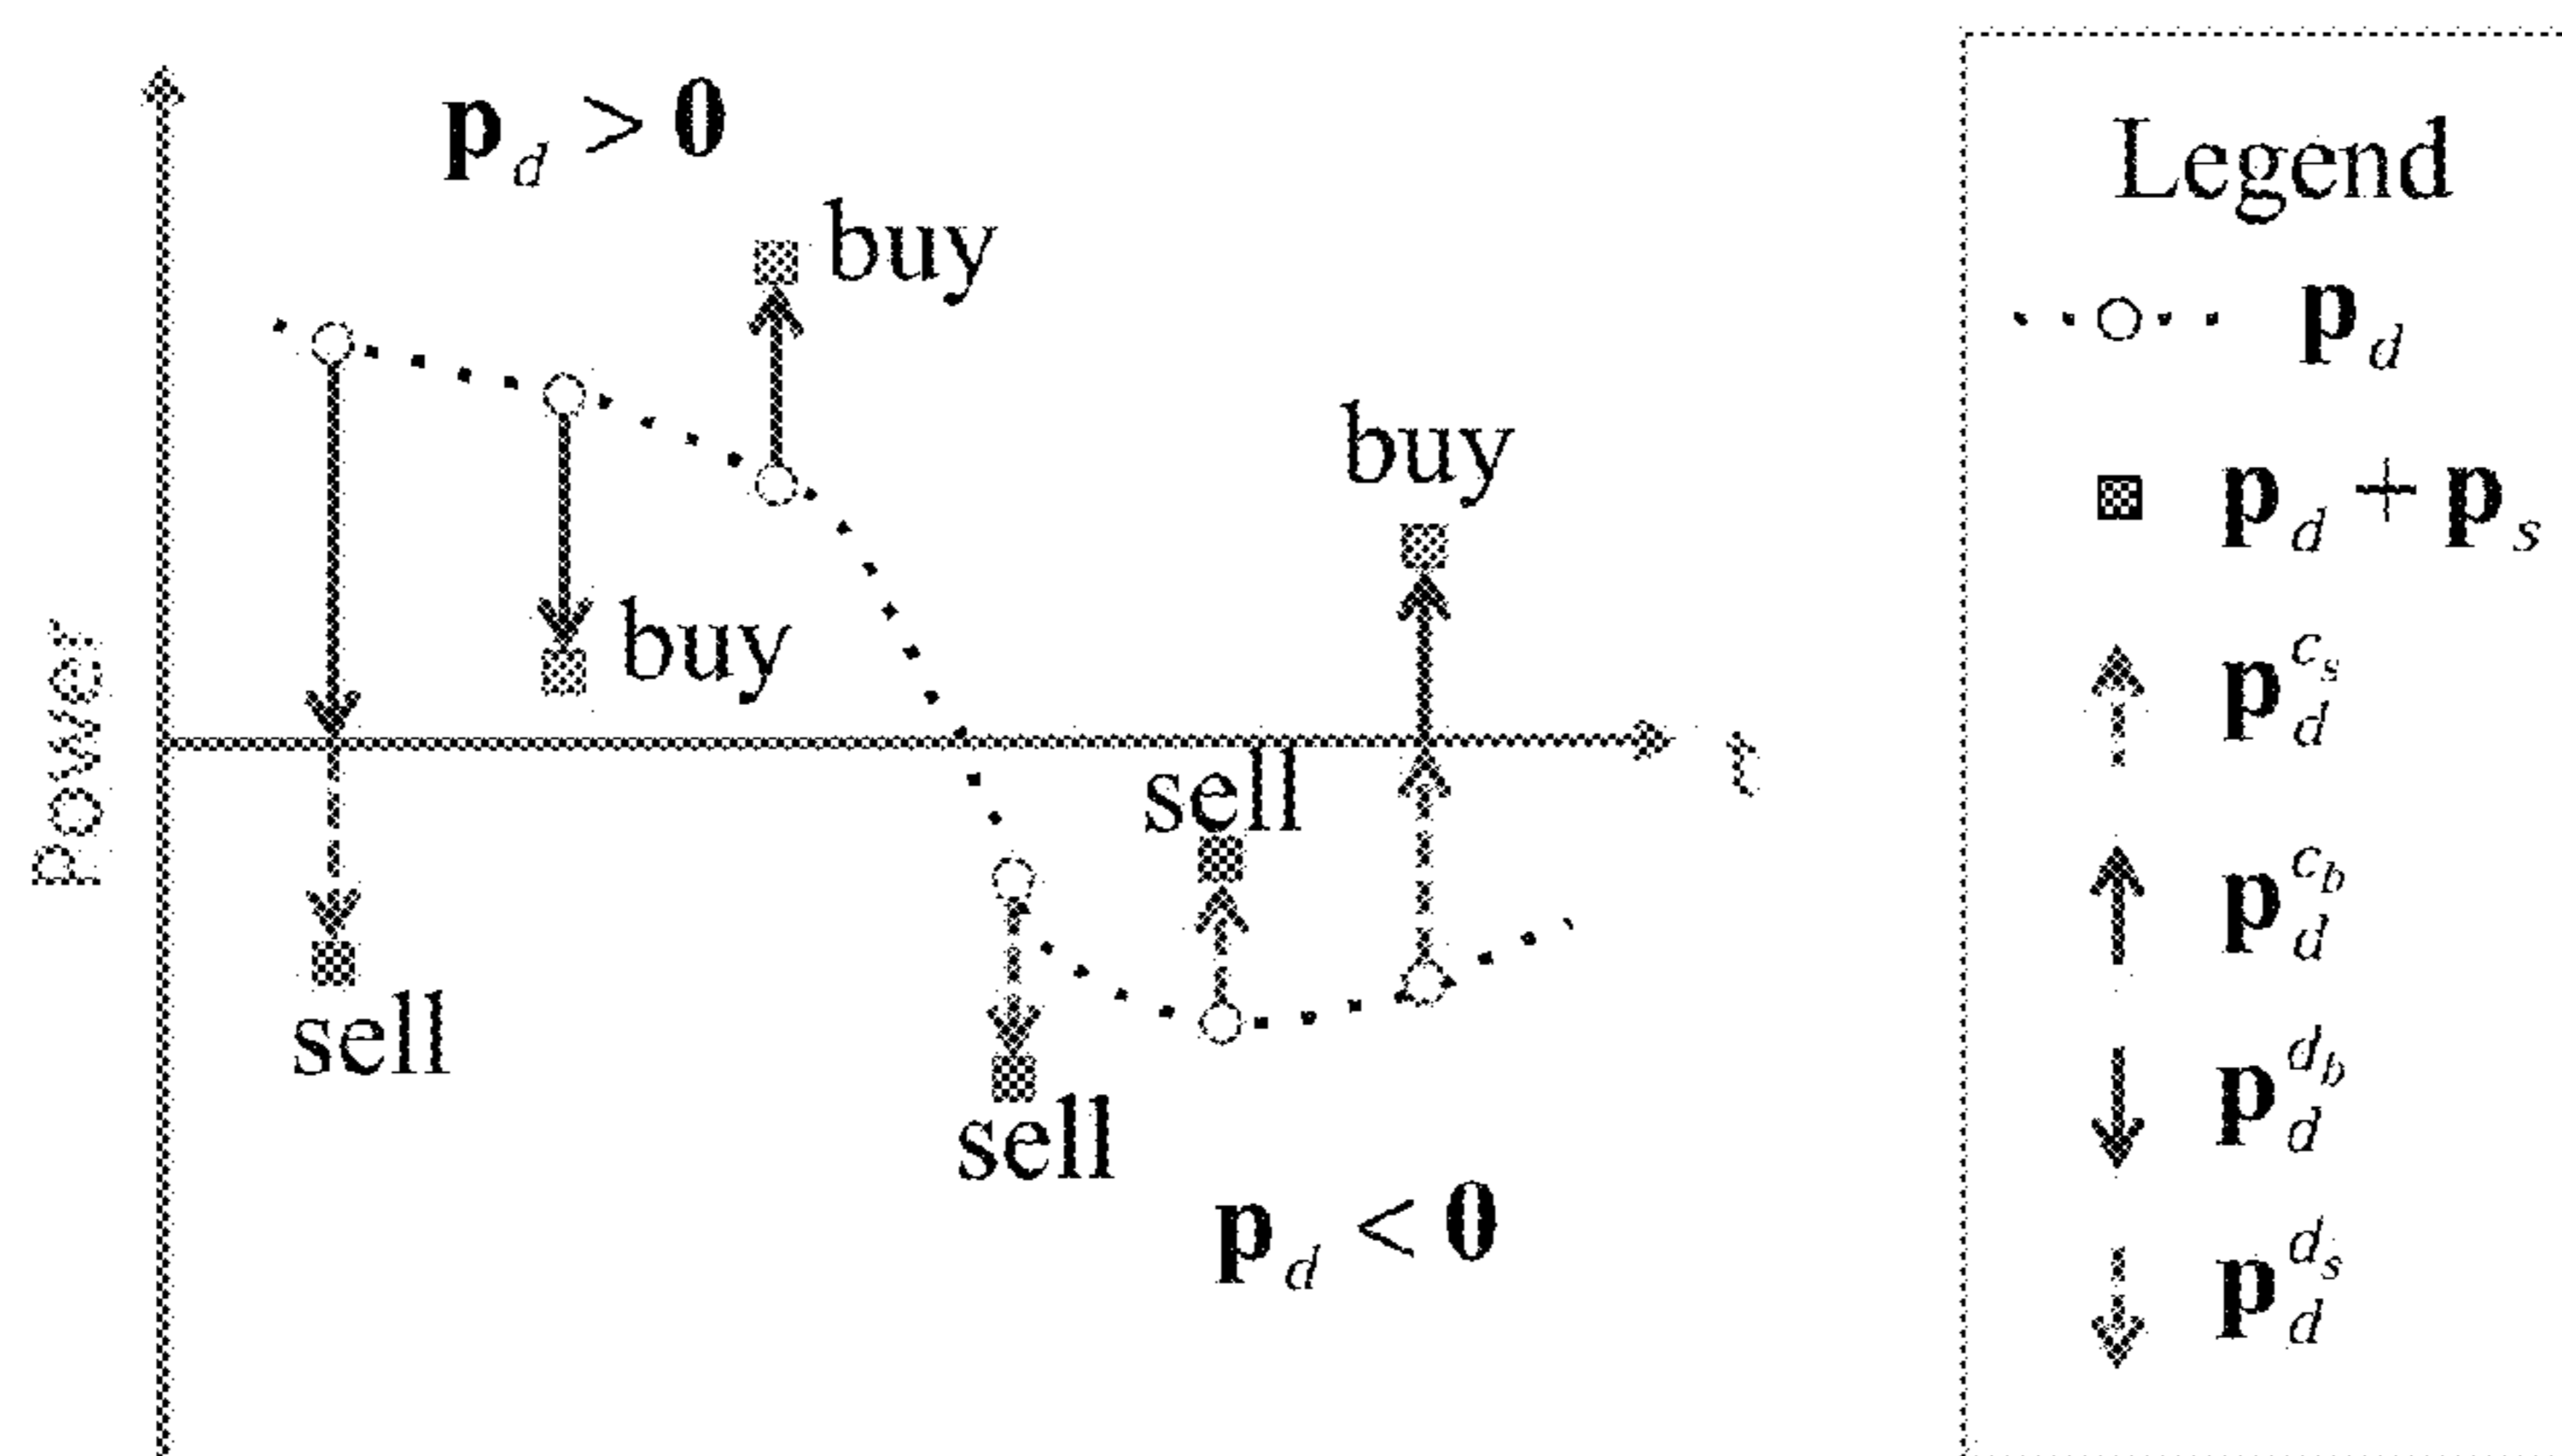 p_d > 0
buy
buy
buy
Power
t
sell
sell
sell
p_d < 0
Legend
p_d
p_d + p_s
p_d^{c_s}
p_d^{c_b}
p_d^{d_b}
p_d^{d_s}